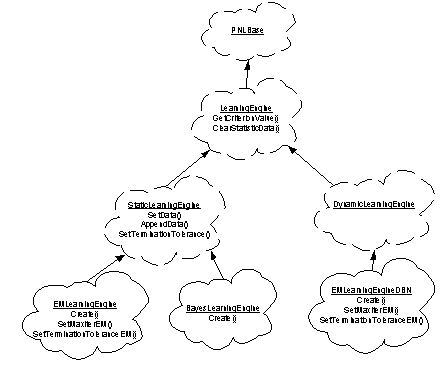 PNLBase
LearningEngine
GetCriterionValue()
ClearStatisticData()
StaticLearningEngine
SetData()
AppendData()
SetTerminationTolerance()
DynamicLearningEngine
EMLearningEngine
Create()
SetMaxIterEM()
SetTerminationToleranceEM()
BayesLearningEngine
Create()
EMLearningEngineDBN
Create()
SetMaxIterEM()
SetTerminationToleranceEM()